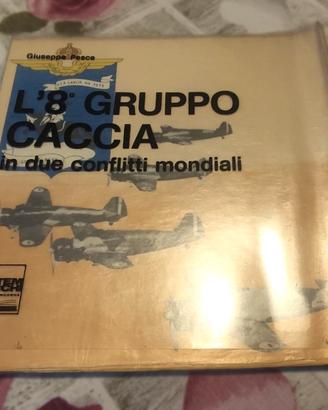 Giuseppe Pesce
L'8° GRUPPO
CACCIA
in due conflitti mondiali